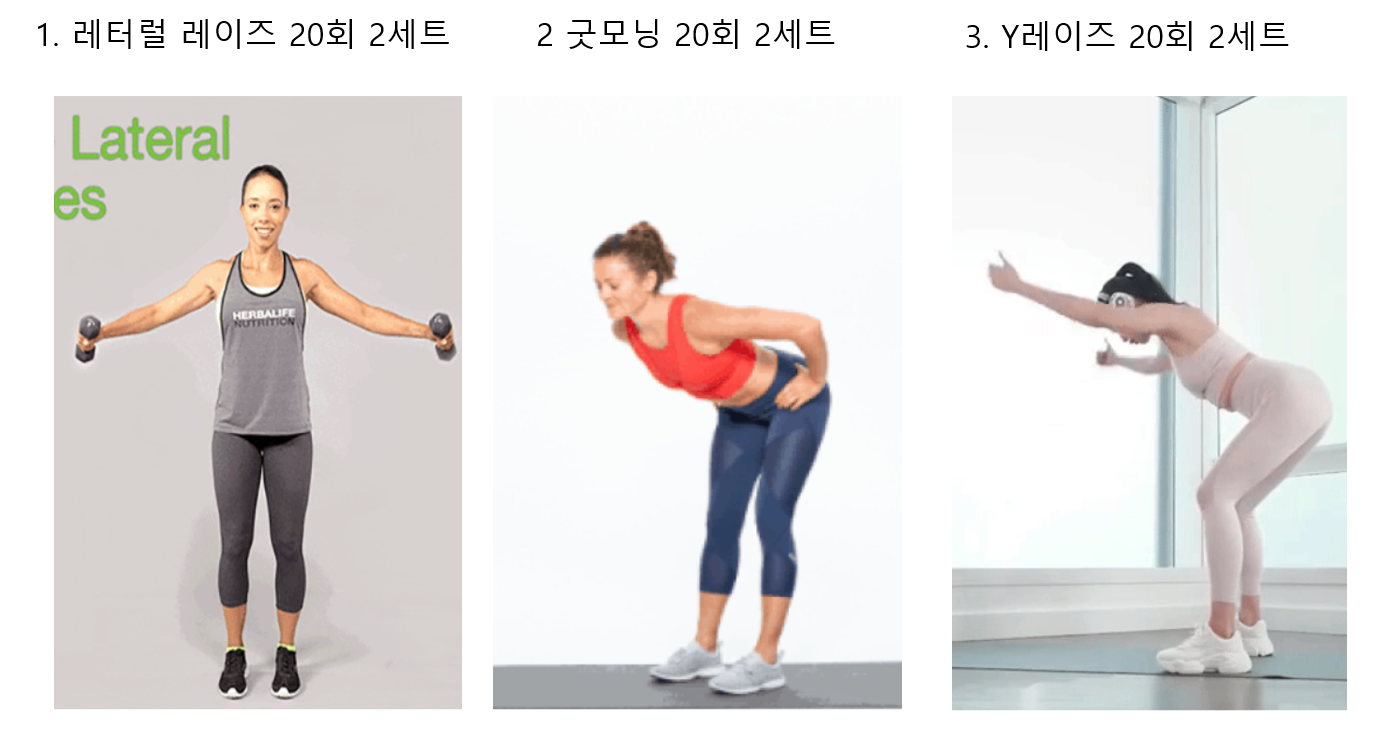 1. 레터럴 레이즈 20회 2세트
2 굿모닝 20회 2세트
3. Y레이즈 20회 2세트
Lateral
es
HERBALIFE
NUTRITION